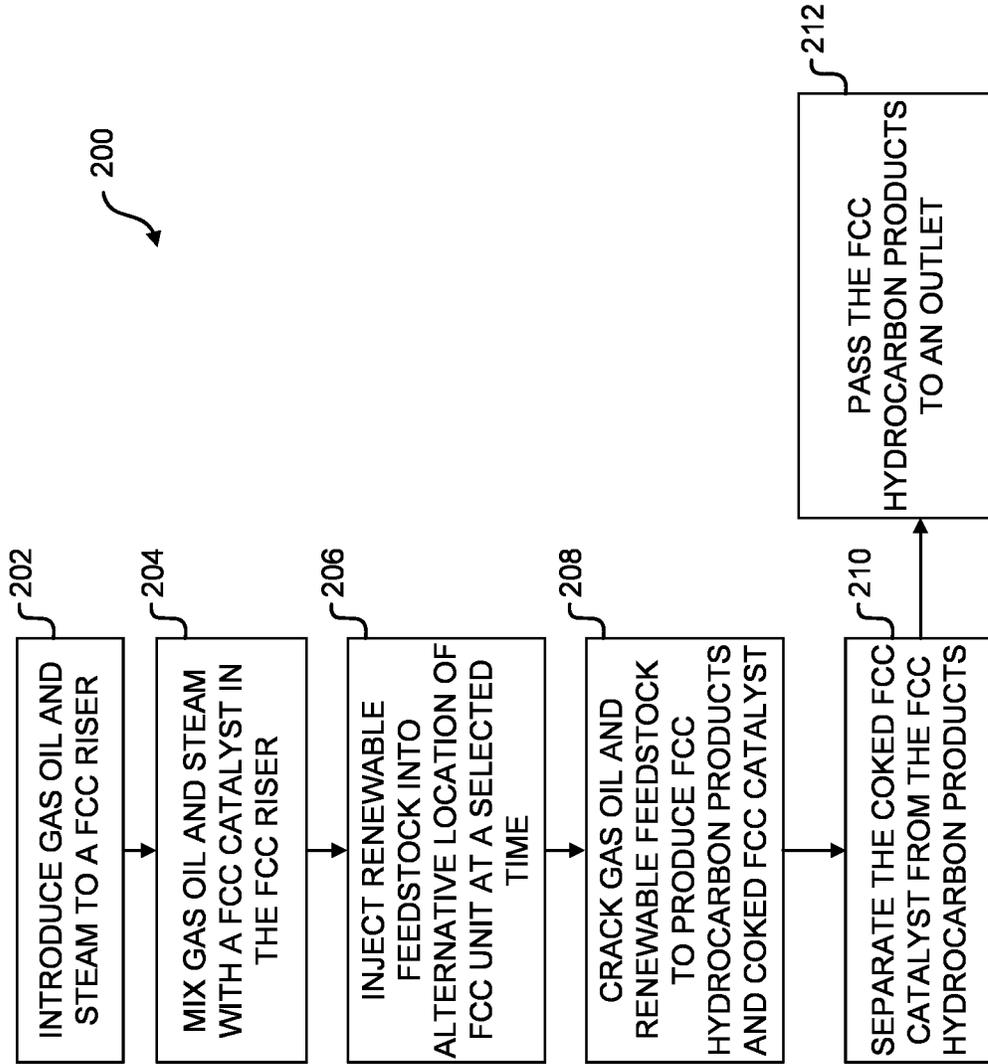 200
202
INTRODUCE GAS OIL AND
STEAM TO A FCC RISER
204
MIX GAS OIL AND STEAM
WITH A FCC CATALYST IN
THE FCC RISER
206
INJECT RENEWABLE
FEEDSTOCK INTO
ALTERNATIVE LOCATION OF
FCC UNIT AT A SELECTED
TIME
208
CRACK GAS OIL AND
RENEWABLE FEEDSTOCK
TO PRODUCE FCC
HYDROCARBON PRODUCTS
AND COKED FCC CATALYST
210
SEPARATE THE COKED FCC
CATALYST FROM THE FCC
HYDROCARBON PRODUCTS
212
PASS THE FCC
HYDROCARBON PRODUCTS
TO AN OUTLET